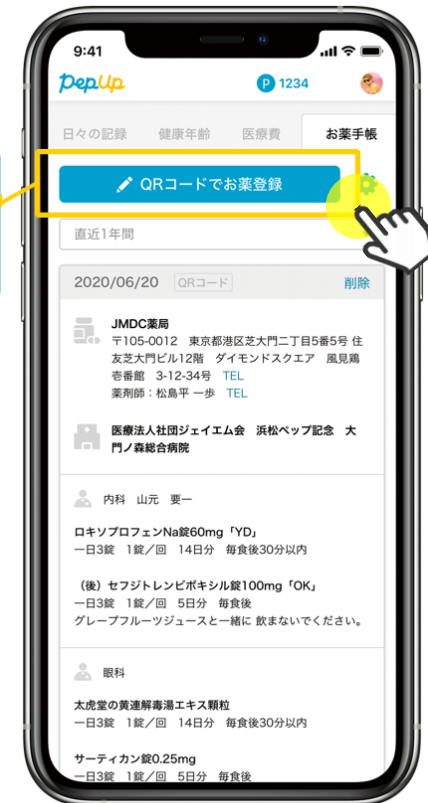 9:41
PepUp
P 1234
日々の記録 健康年齢 医療費 お薬手帳
QRコードでお薬登録
直近1年間
2020/06/20 QRコード 削除
JMDC薬局
〒105-0012 東京都港区芝大門二丁目5番5号 住
友芝大門ビル12階 ダイモンドスクエア 風見鶏
壱番館 3-12-34号 TEL
薬剤師：松島平 一歩 TEL
医療法人社団ジェイエム会 浜松ペップ記念 大
門ノ森総合病院
内科 山元 要一
ロキソプロフェンNa錠60mg「YD」
一日3錠 1錠／回 14日分 毎食後30分以内
（後）セフジトレンピボキシル錠100mg「OK」
一日3錠 1錠／回 5日分 毎食後
グレープフルーツジュースと一緒に 飲まないでください。
眼科
太虎堂の黄連解毒湯エキス顆粒
一日3錠 1錠／回 14日分 毎食後30分以内
サーティカン錠0.25mg
一日3錠 1錠／回 5日分 毎食後